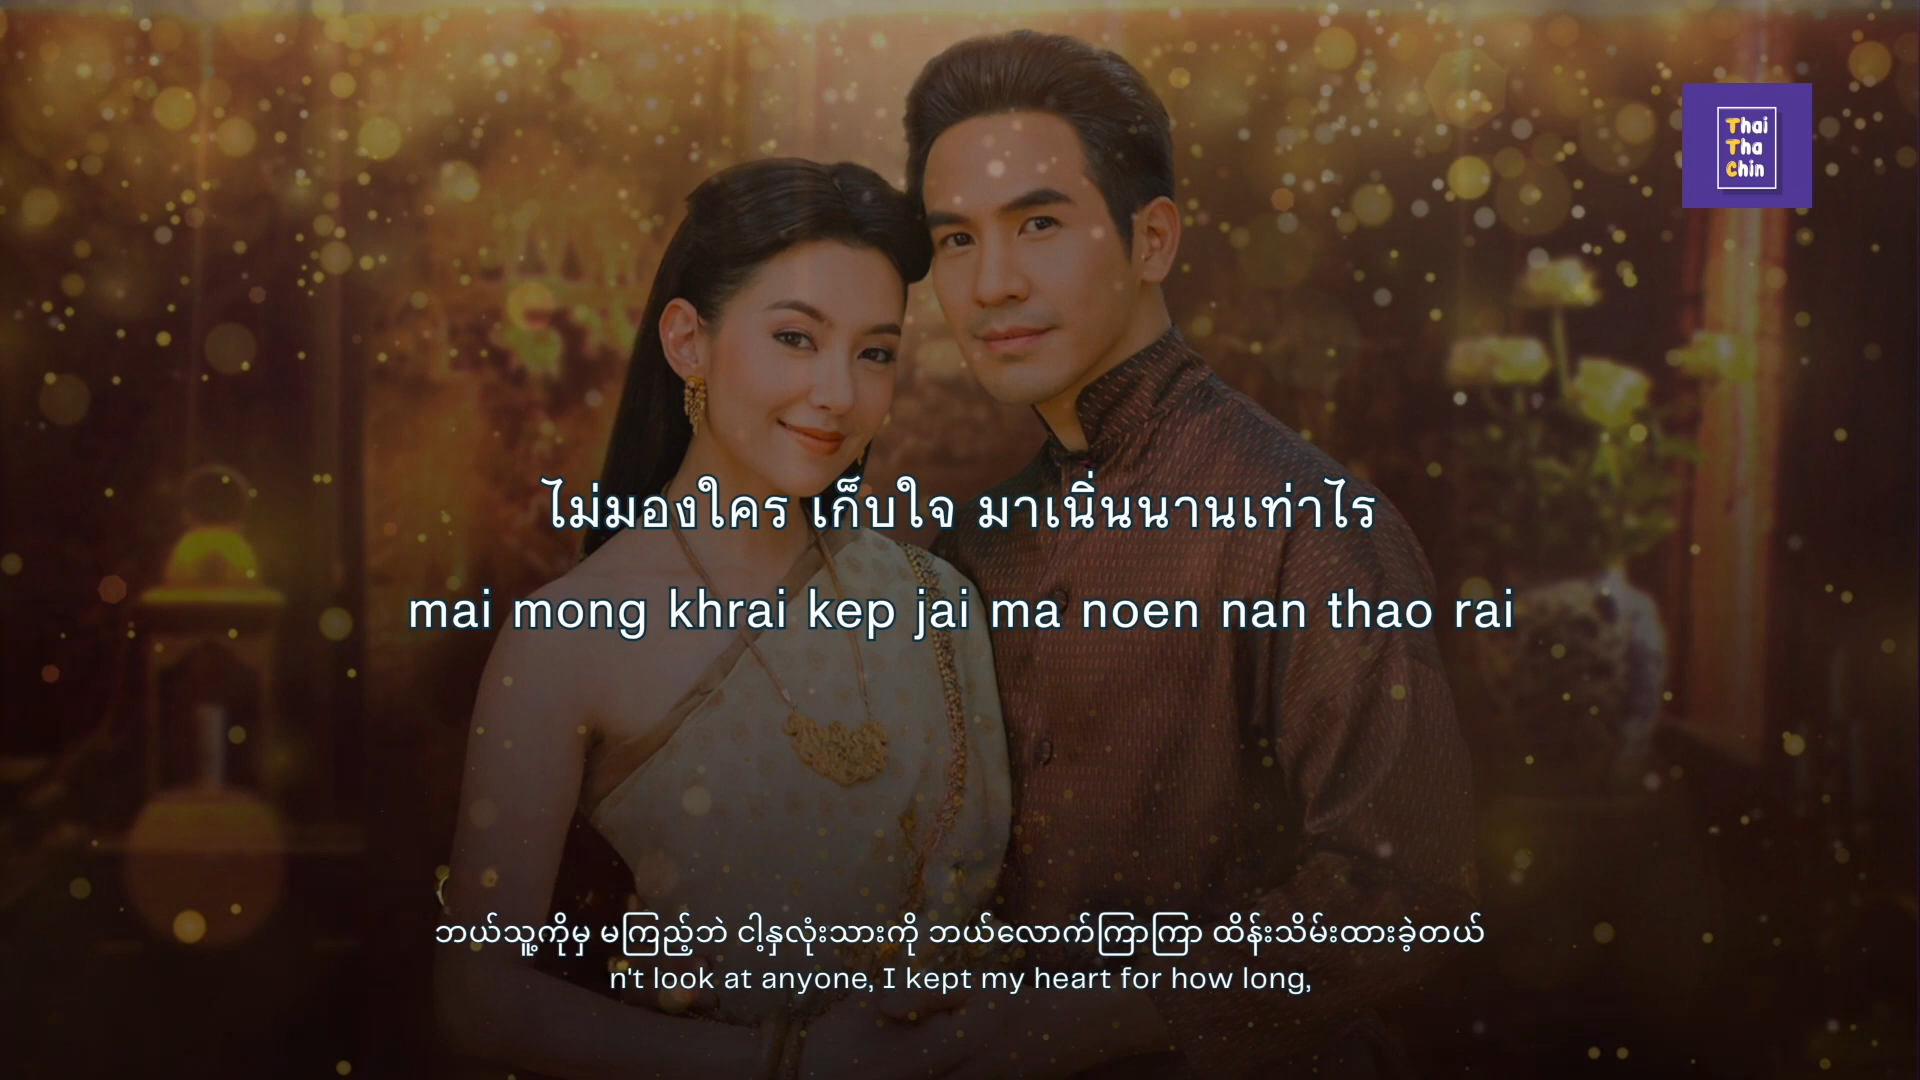 Thai
Tha
Chin
ไม่มองใคร เก็บใจ มาเนิ่นนานเท่าไร
mai mong khrai kep jai ma noen nan thao rai
ဘယ်သူ့ကိုမှ မကြည့်ဘဲ ငါ့နှလုံးသားကို ဘယ်လောက်ကြာကြာ ထိန်းသိမ်းထားခဲ့တယ်
n't look at anyone, I kept my heart for how long,